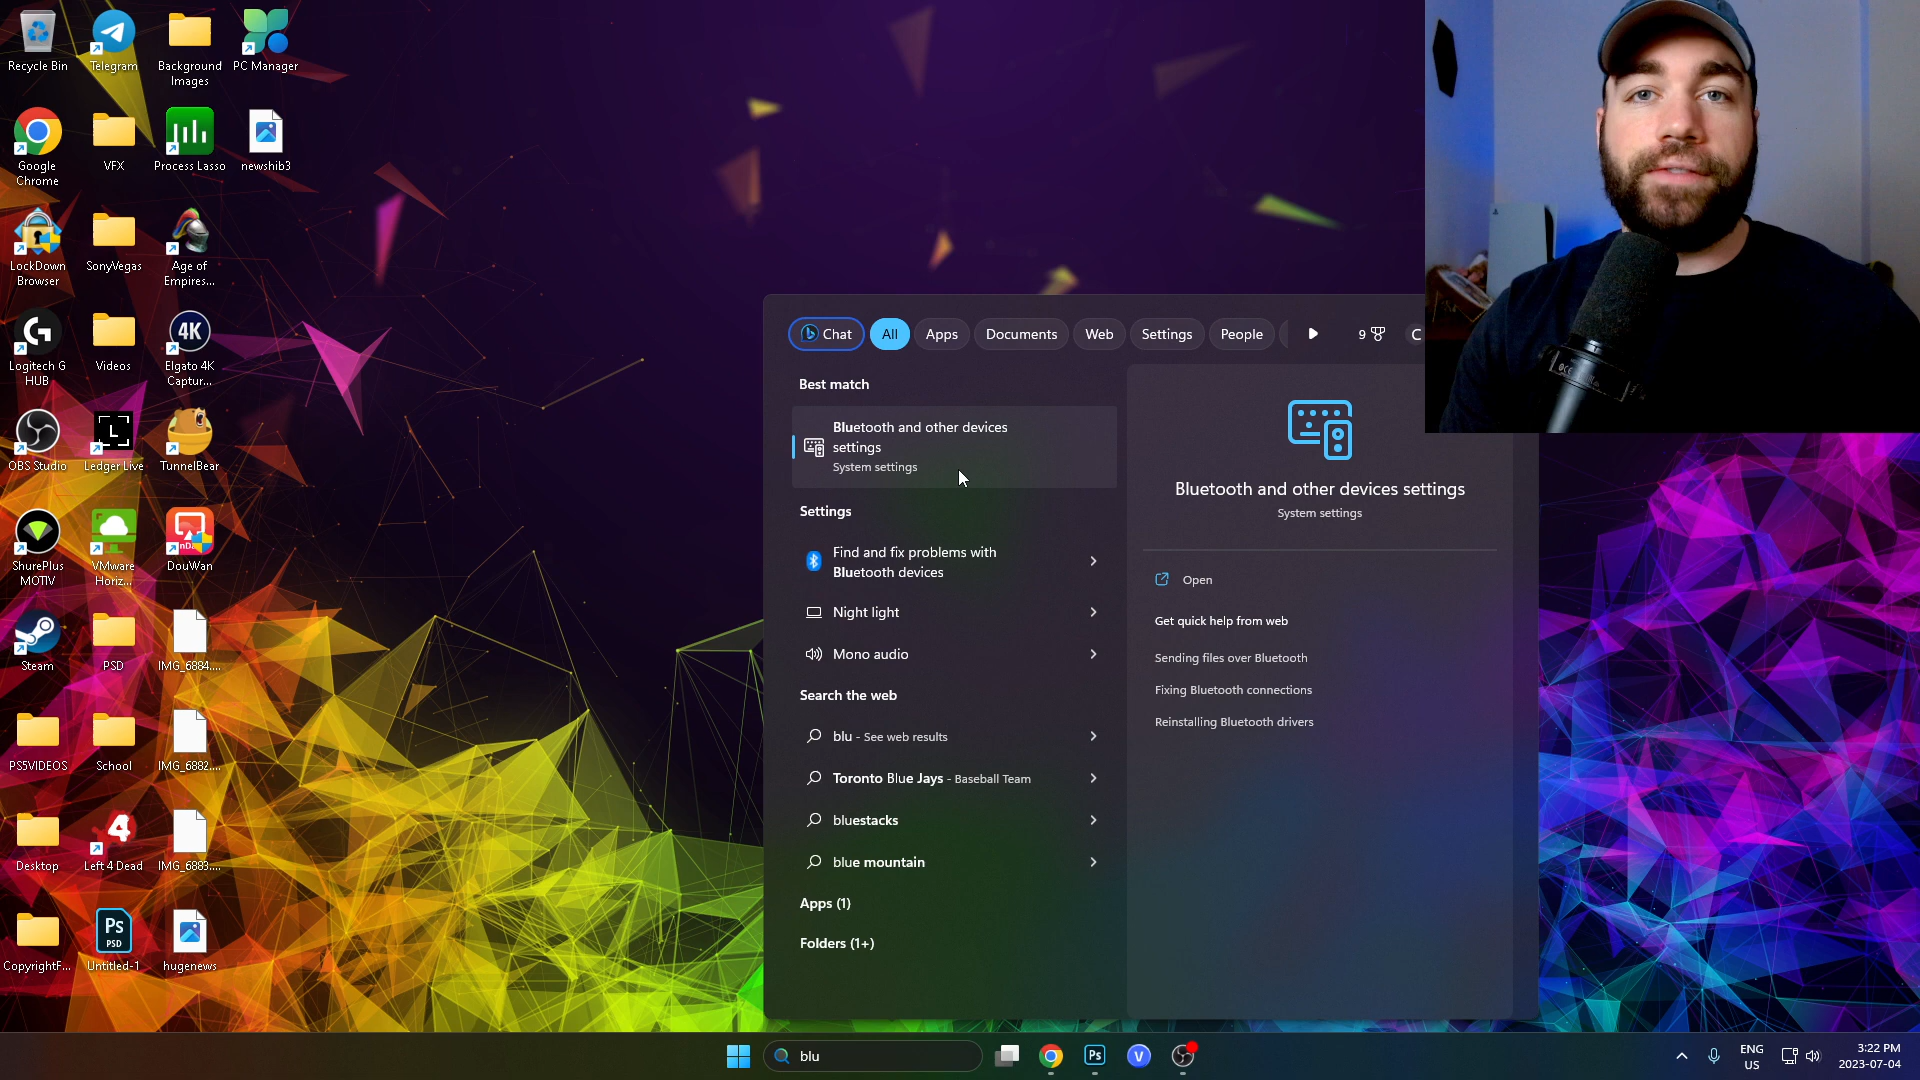 Recycle Bin
Telegram
Background
Images
PC Manager
Google
Chrome
VFX
Process Lasso
newshib3
LockDown
Browser
SonyVegas
Age of
Empires...
Logitech G
HUB
Videos
4K
Elgato 4K
Captur...
OBS Studio
L
Ledger Live
TunnelBear
ShurePlus
MOTIV
VMware
Horiz...
DouWan
Steam
PSD
IMG_6884....
PS5VIDEOS
School
IMG_6882....
Desktop
4
Left 4 Dead
IMG_6883....
CopyrightF...
Ps
PSD
Untitled-1
hugenews
Chat
All
Apps
Documents
Web
Settings
People
9
C
Best match
Bluetooth and other devices
settings
System settings
Settings
Find and fix problems with
Bluetooth devices
Night light
Mono audio
Search the web
blu - See web results
Toronto Blue Jays - Baseball Team
bluestacks
blue mountain
Apps (1)
Folders (1+)
Bluetooth and other devices settings
System settings
Open
Get quick help from web
Sending files over Bluetooth
Fixing Bluetooth connections
Reinstalling Bluetooth drivers
blu
Ps
V
ENG
US
3:22 PM
2023-07-04